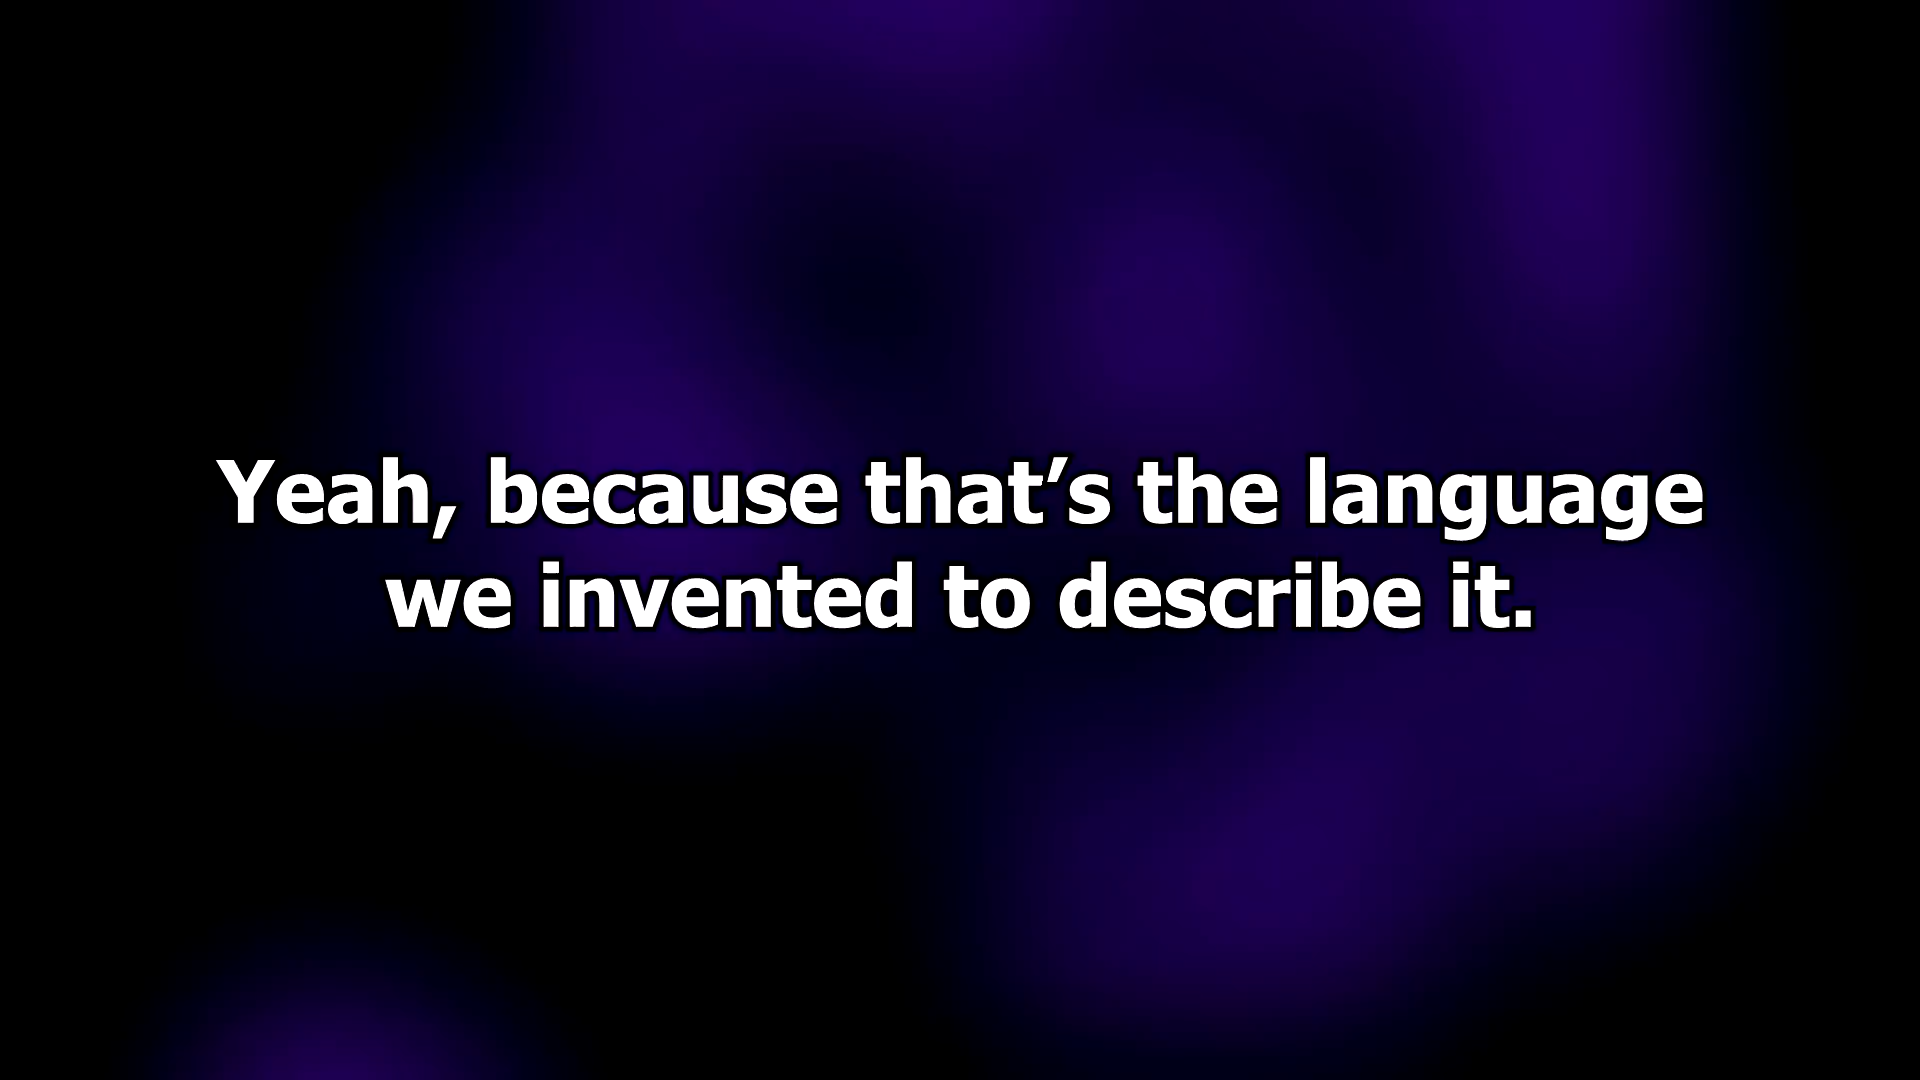 Yeah, because that’s the language
we invented to describe it.